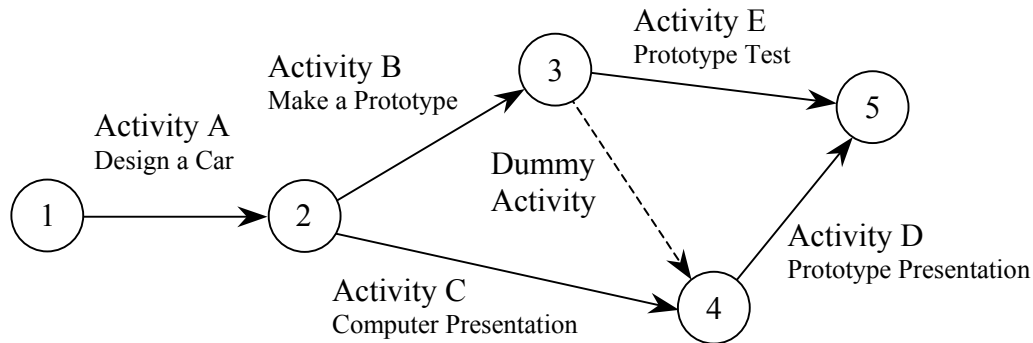 Activity E
Prototype Test
Activity B
Make a Prototype
3
5
Activity A
Design a Car
Dummy
Activity
1
2
Activity D
Prototype Presentation
Activity C
Computer Presentation
4